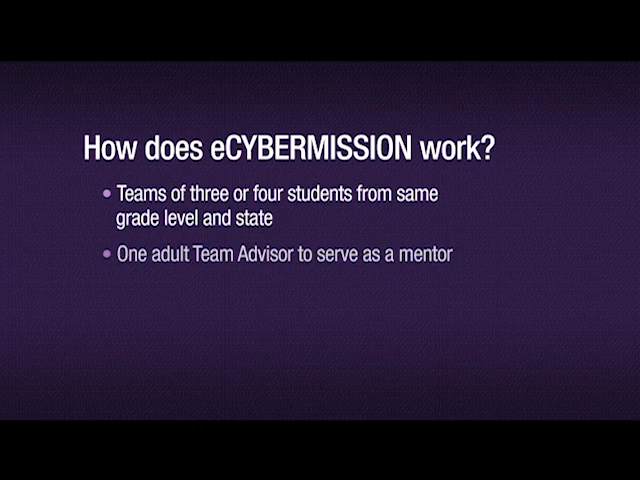 How does eCYBERMISSION work?
• Teams of three or four students from same
grade level and state
• One adult Team Advisor to serve as a mentor